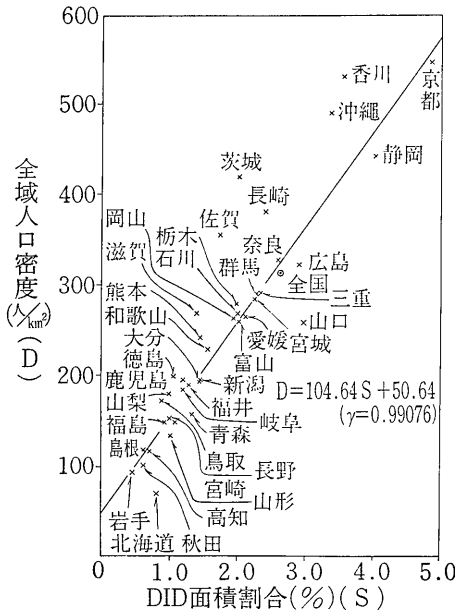 600
500
400
300
200
100
全域人口密度(人/km²)(D)
香川
京都
沖縄
静岡
茨城
長崎
岡山
栃木
佐賀
滋賀
石川
奈良
群馬
広島
全国
熊本
三重
和歌山
山口
大分
愛媛
宮城
徳島
富山
鹿児島
新潟
D=104.64S+50.64
(γ=0.99076)
山梨
福井
岐阜
福島
青森
島根
鳥取
長野
宮崎
山形
岩手
高知
北海道
秋田
0 1.0 2.0 3.0 4.0 5.0
DID面積割合(%)(S)